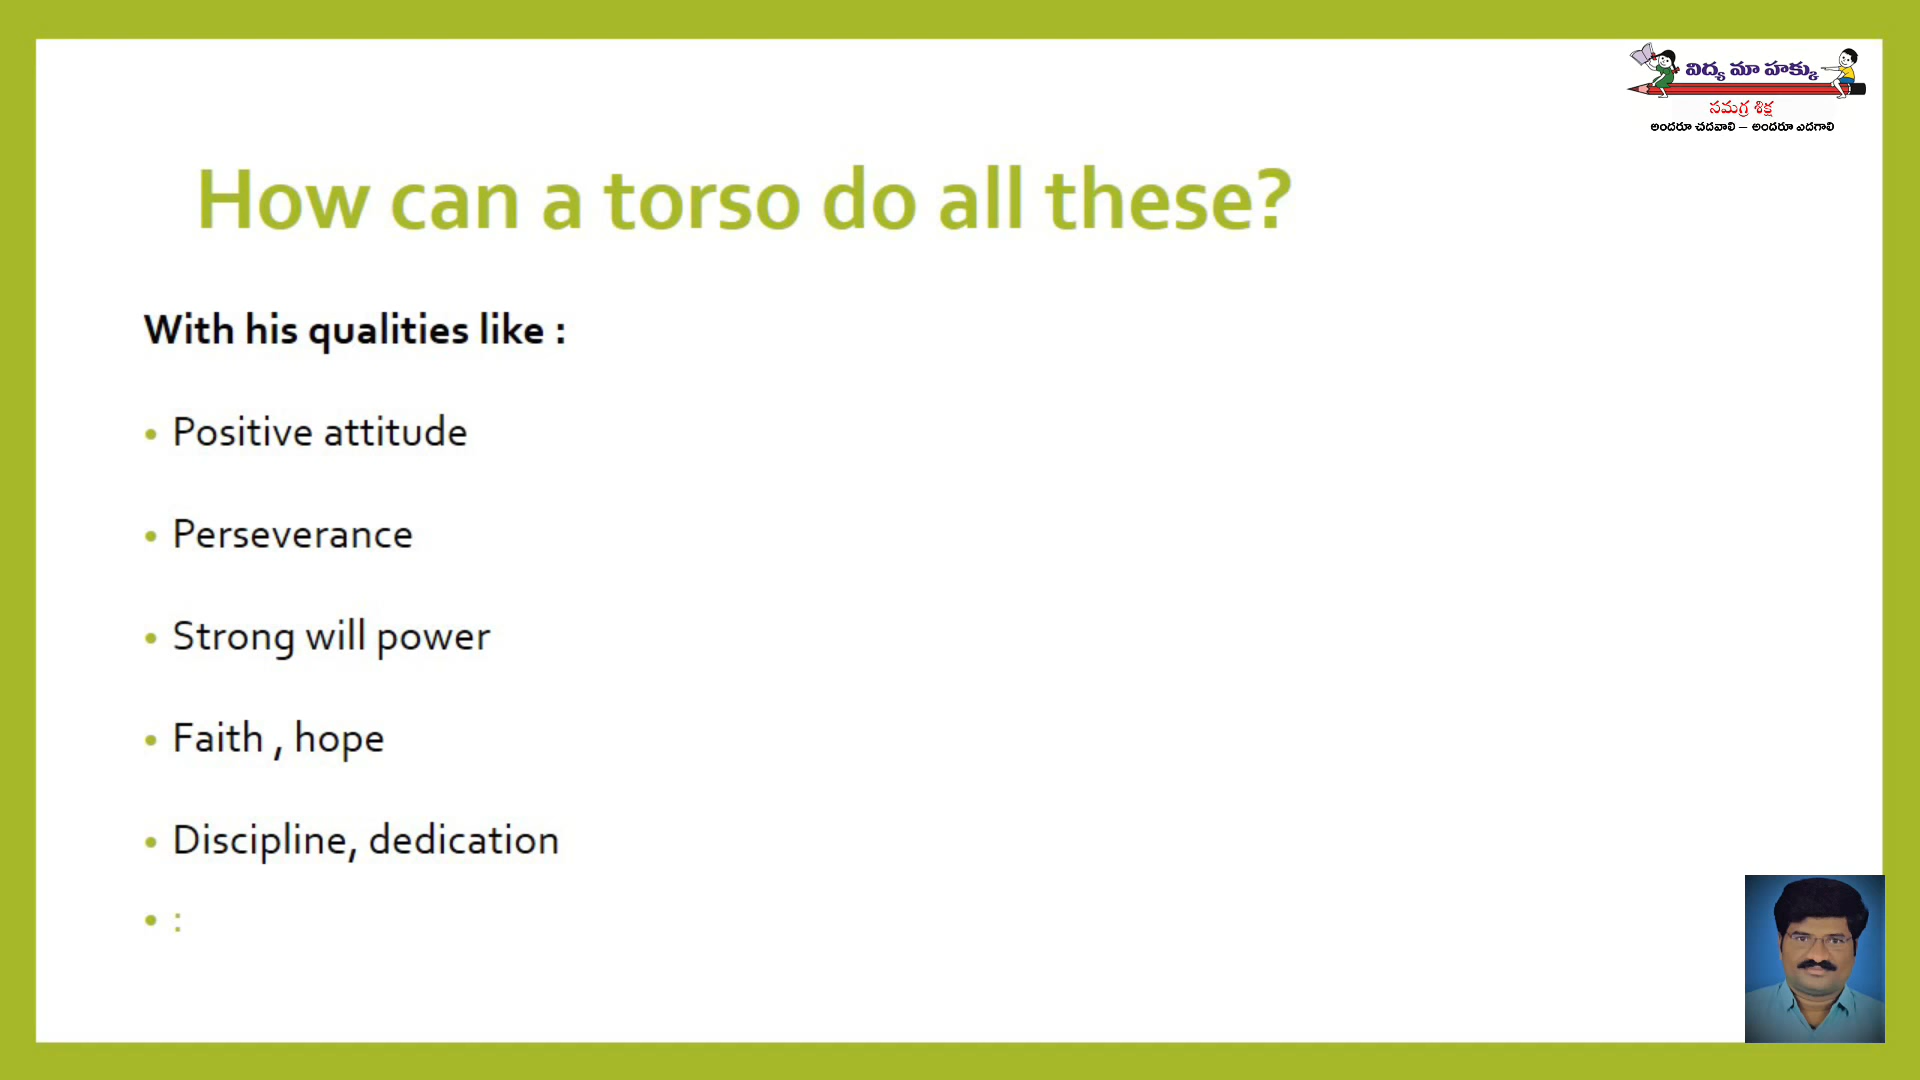 విద్య మా హక్కు
సమగ్ర శిక్ష
అందరూ చదవాలి – అందరూ ఎదగాలి
How can a torso do all these?
With his qualities like :
• Positive attitude
• Perseverance
• Strong will power
• Faith , hope
• Discipline, dedication
• :